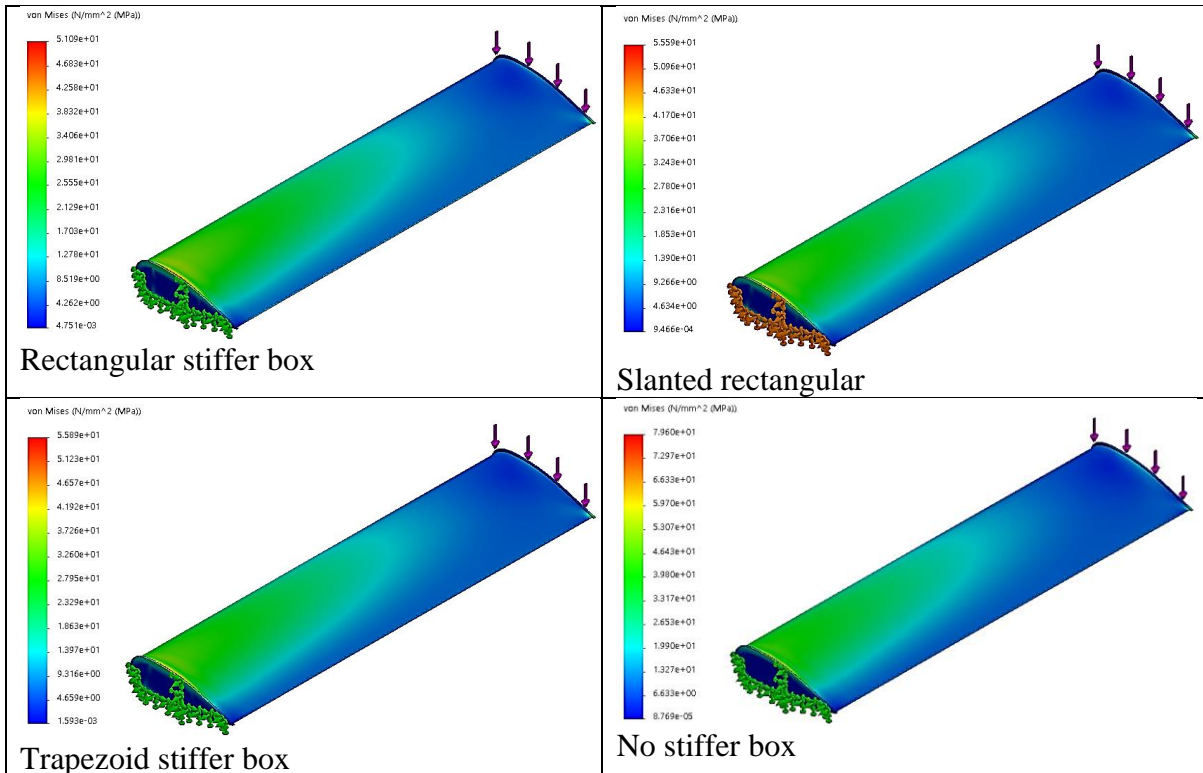 von Mises (N/mm^2 (MPa))
5.109e+01
4.683e+01
4.258e+01
3.832e+01
3.406e+01
2.981e+01
2.555e+01
2.129e+01
1.703e+01
1.278e+01
8.519e+00
4.262e+00
4.751e-03
Rectangular stiffer box
von Mises (N/mm^2 (MPa))
5.559e+01
5.096e+01
4.633e+01
4.170e+01
3.706e+01
3.243e+01
2.780e+01
2.316e+01
1.853e+01
1.390e+01
9.266e+00
4.634e+00
9.466e-04
Slanted rectangular
von Mises (N/mm^2 (MPa))
5.589e+01
5.123e+01
4.657e+01
4.192e+01
3.726e+01
3.260e+01
2.795e+01
2.329e+01
1.863e+01
1.398e+01
9.316e+00
4.659e+00
1.593e-03
Trapezoid stiffer box
von Mises (N/mm^2 (MPa))
7.960e+01
7.297e+01
6.633e+01
5.970e+01
5.307e+01
4.643e+01
3.980e+01
3.317e+01
2.653e+01
1.990e+01
1.327e+01
6.633e+00
8.769e-05
No stiffer box